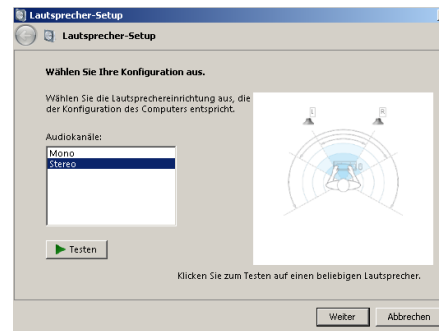 Lautsprecher-Setup
Lautsprecher-Setup
Wählen Sie Ihre Konfiguration aus.
Wählen Sie die Lautsprechereinrichtung aus, die
der Konfiguration des Computers entspricht.
Audiokanäle:
Mono
Stereo
L
R
Testen
Klicken Sie zum Testen auf einen beliebigen Lautsprecher.
Weiter
Abbrechen